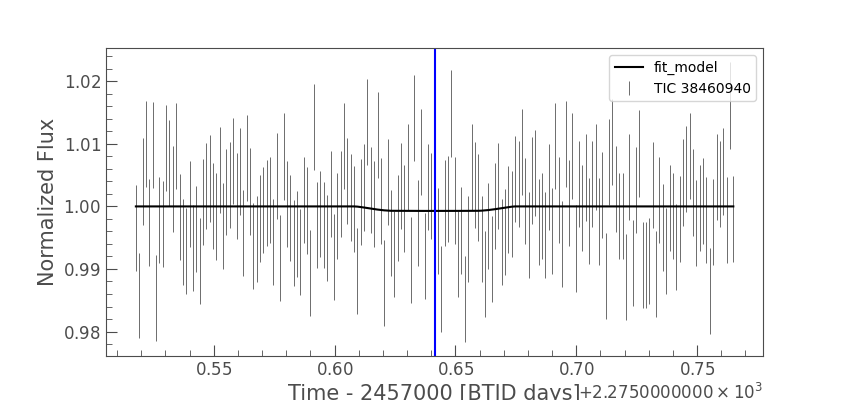 fit_model
TIC 38460940
Normalized Flux
1.02
1.01
1.00
0.99
0.98
0.55
0.60
0.65
0.70
0.75
Time - 2457000 [BTJD days]
+2.2750000000 × 10³